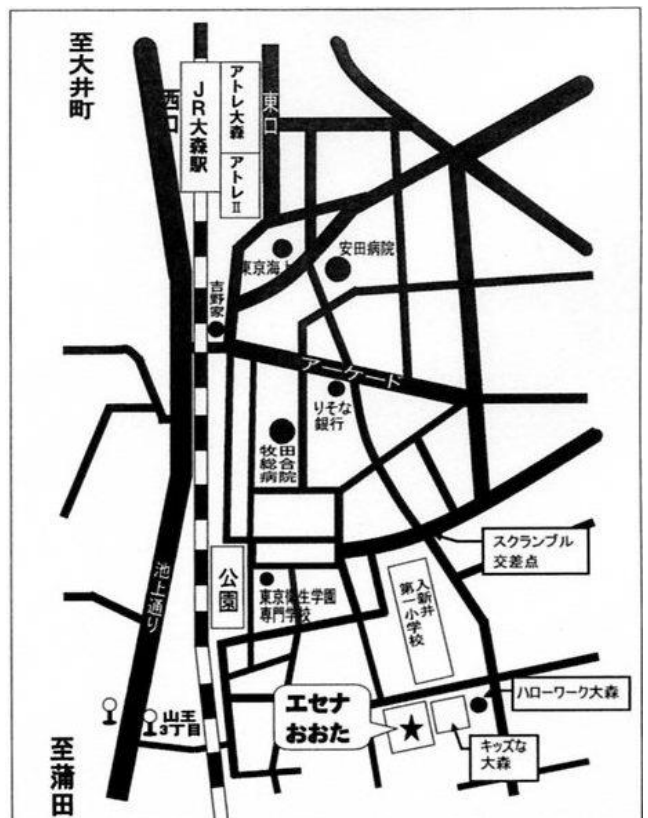 至大井町
西口
JR大森駅
アトレ大森
アトレⅡ
東口
東京海上
安田病院
吉野家
アーケード
りそな
銀行
牧田
総合
病院
スクランブル
交差点
池上通り
公園
東京衛生学園
専門学校
入新井
第一小学校
ハローワーク大森
エセナ
おおた
キッズな
大森
山王
3丁目
至蒲田